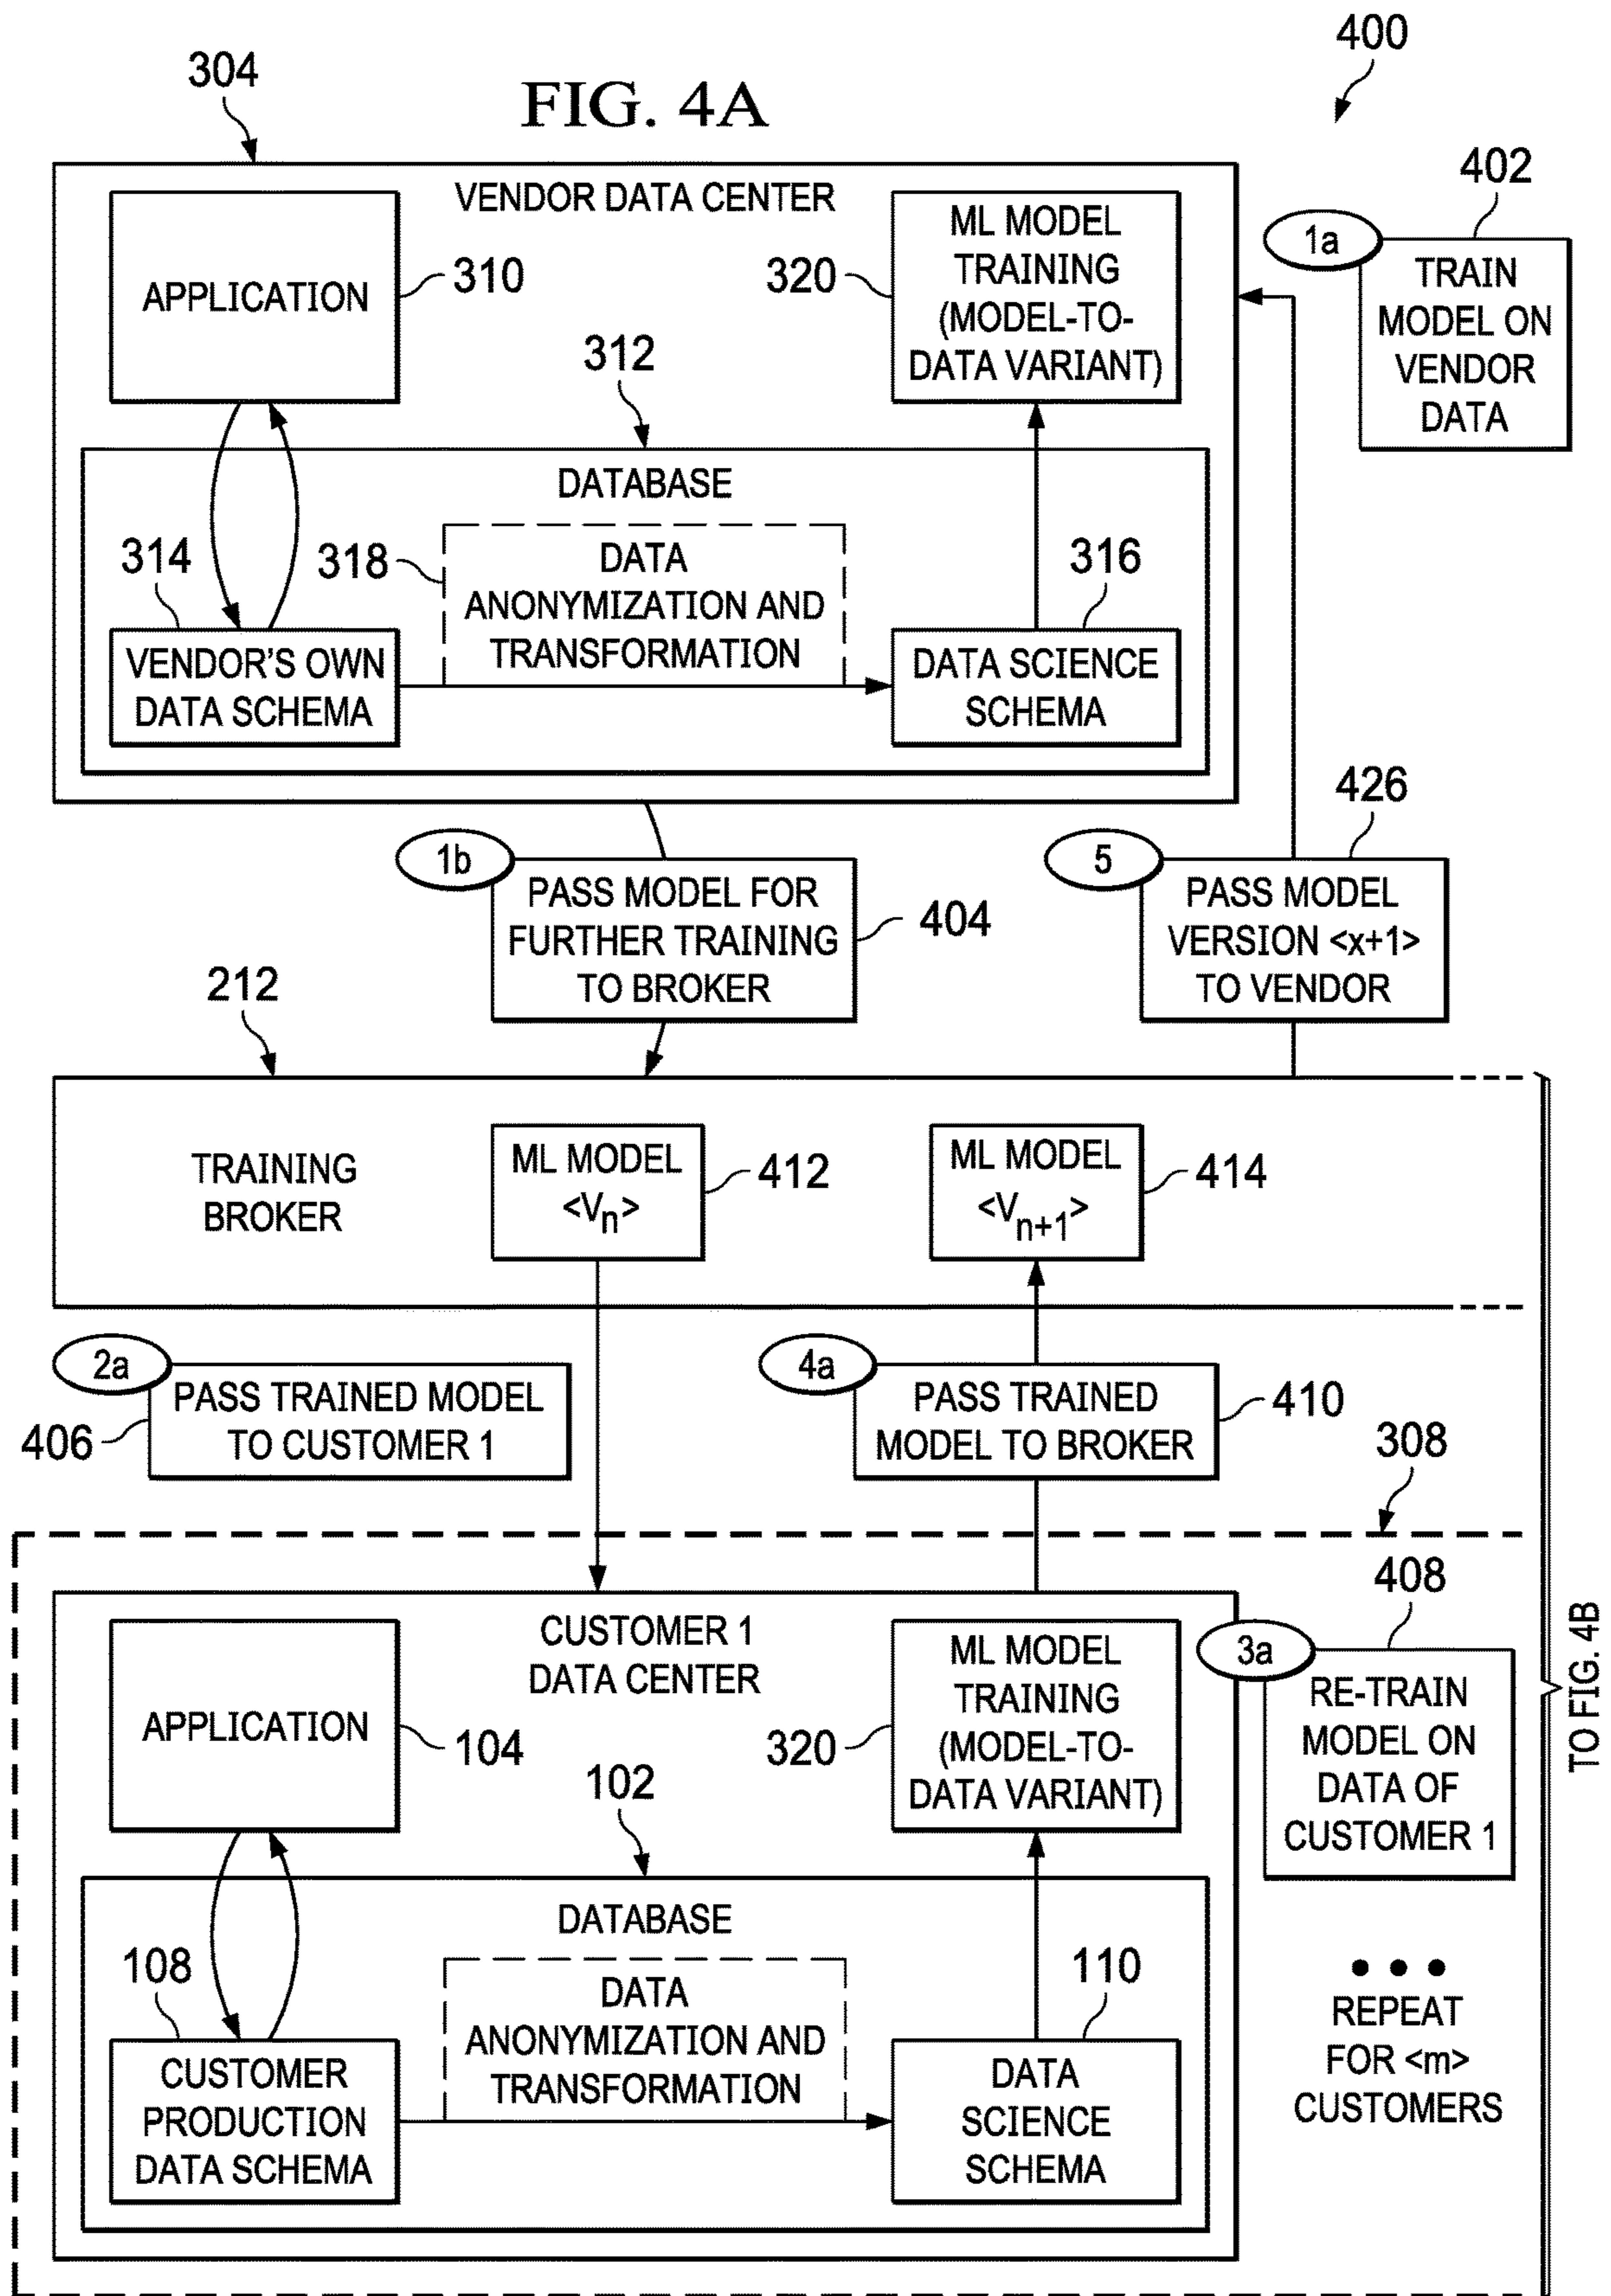 400
304
FIG. 4A
402
VENDOR DATA CENTER
APPLICATION
310
320
ML MODEL
TRAINING
(MODEL-TO-
DATA VARIANT)
1a
TRAIN
MODEL ON
VENDOR
DATA
312
DATABASE
314
318
DATA
ANONYMIZATION AND
TRANSFORMATION
316
VENDOR'S OWN
DATA SCHEMA
DATA SCIENCE
SCHEMA
426
1b
PASS MODEL FOR
FURTHER TRAINING
TO BROKER
404
5
PASS MODEL
VERSION <x+1>
TO VENDOR
212
TRAINING
BROKER
ML MODEL
<Vn>
412
ML MODEL
<Vn+1>
414
2a
PASS TRAINED MODEL
TO CUSTOMER 1
406
4a
PASS TRAINED
MODEL TO BROKER
410
308
408
CUSTOMER 1
DATA CENTER
APPLICATION
104
320
ML MODEL
TRAINING
(MODEL-TO-
DATA VARIANT)
3a
RE-TRAIN
MODEL ON
DATA OF
CUSTOMER 1
TO FIG. 4B
102
DATABASE
108
DATA
ANONYMIZATION AND
TRANSFORMATION
110
CUSTOMER
PRODUCTION
DATA SCHEMA
DATA
SCIENCE
SCHEMA
● ● ●
REPEAT
FOR <m>
CUSTOMERS